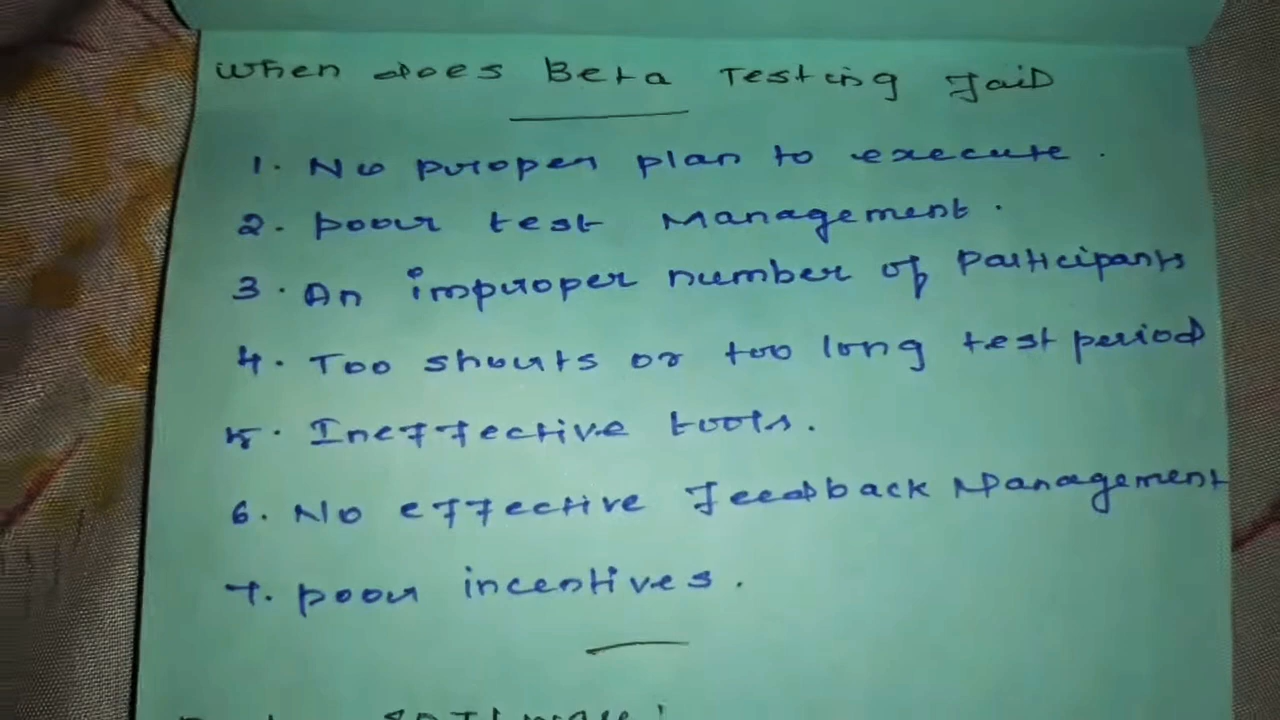 When does Beta Testing Fail
1. No proper plan to execute.
2. poor test Management.
3. An improper number of participants
4. Too shorts or too long test period
5. Ineffective tools.
6. No effective Feedback Management
7. poor incentives.